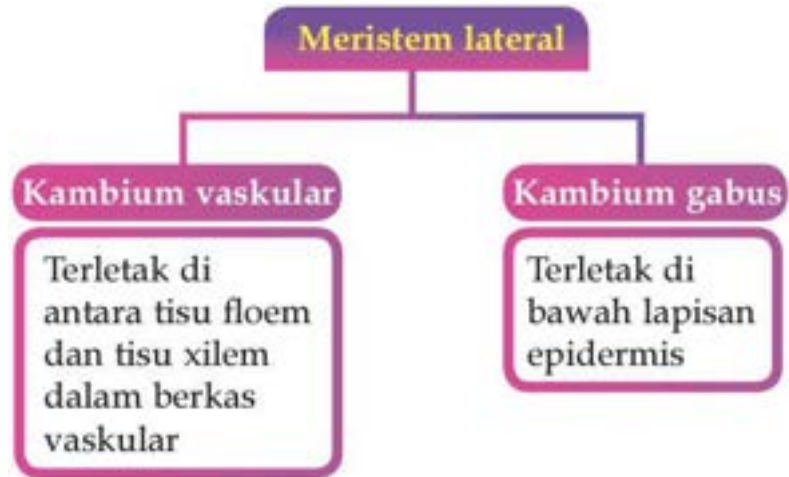 Meristem lateral
Kambium vaskular
Terletak di
antara tisu floem
dan tisu xilem
dalam berkas
vaskular
Kambium gabus
Terletak di
bawah lapisan
epidermis